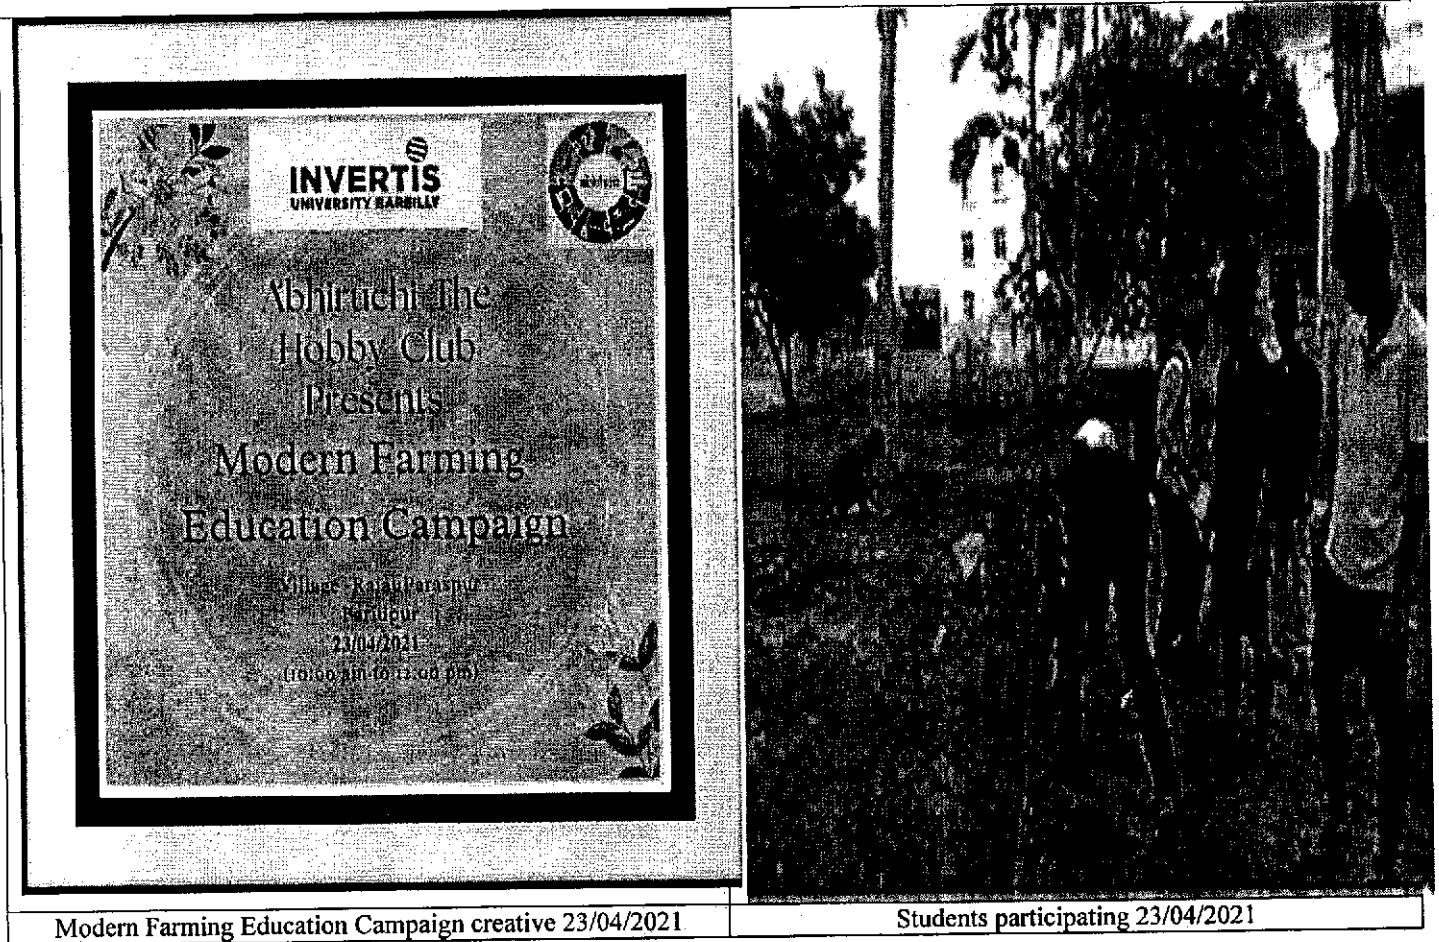 INVERTIS
UNIVERSITY BAREILLY
Abhiruchi The
Hobby Club
Presents
Modern Farming
Education Campaign
Village
23/04/2021
Modern Farming Education Campaign creative 23/04/2021
Students participating 23/04/2021